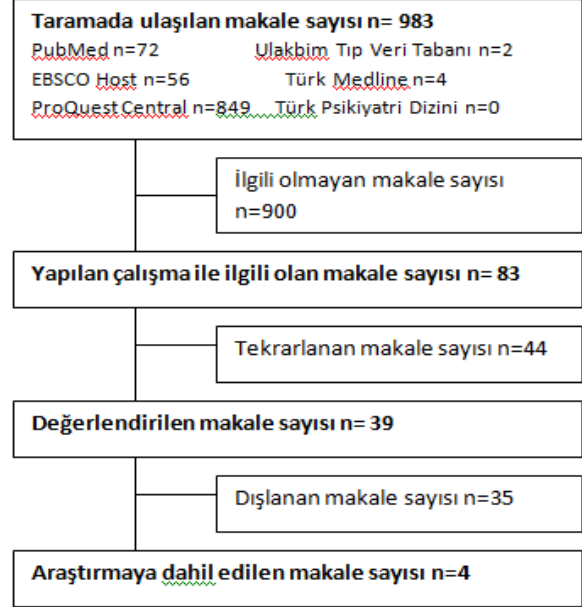 Taramada ulaşılan makale sayısı n= 983
PubMed n=72 Ulakbim Tıp Veri Tabanı n=2
EBSCO Host n=56 Türk Medline n=4
ProQuest Central n=849 Türk Psikiyatri Dizini n=0
İlgili olmayan makale sayısı
n=900
Yapılan çalışma ile ilgili olan makale sayısı n= 83
Tekrarlanan makale sayısı n=44
Değerlendirilen makale sayısı n= 39
Dışlanan makale sayısı n=35
Araştırmaya dahil edilen makale sayısı n=4